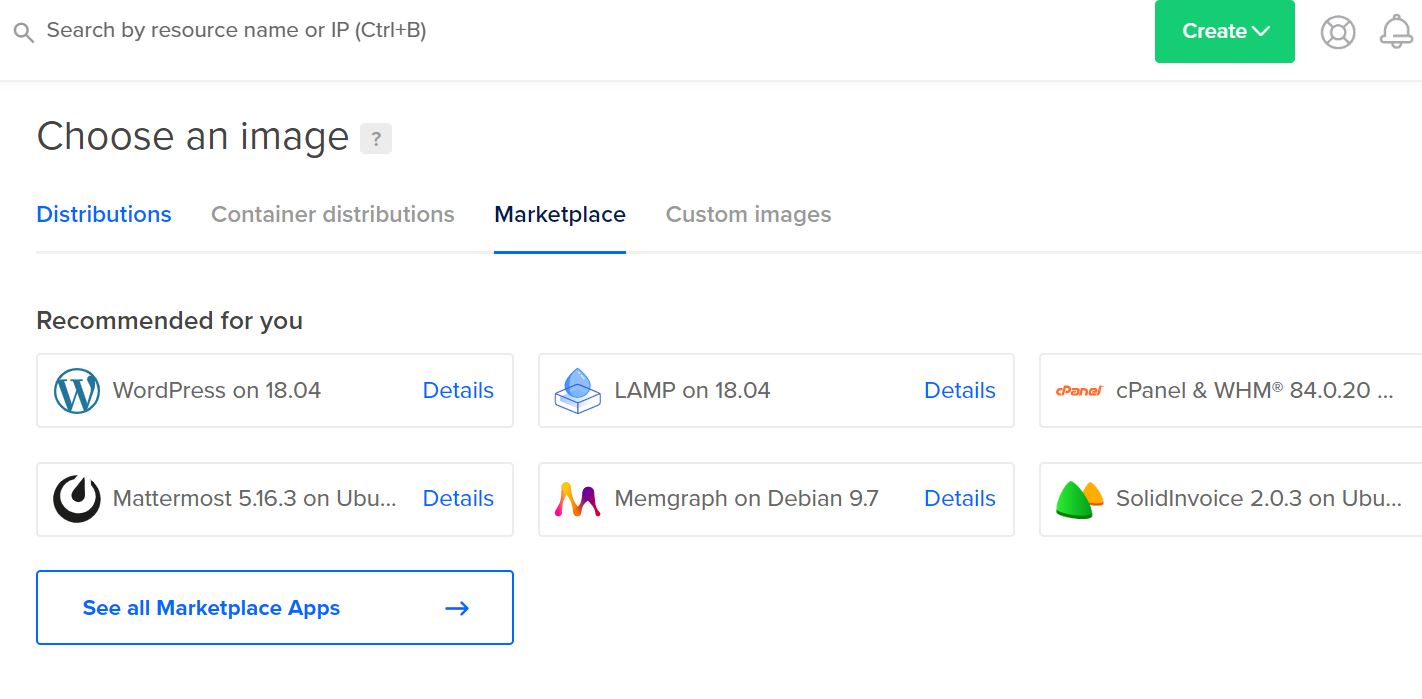 Search by resource name or IP (Ctrl+B)
Create
Choose an image ?
Distributions Container distributions Marketplace Custom images
Recommended for you
WordPress on 18.04 Details LAMP on 18.04 Details cPanel cPanel & WHM® 84.0.20 ...
Mattermost 5.16.3 on Ubu... Details Memgraph on Debian 9.7 Details SolidInvoice 2.0.3 on Ubu...
See all Marketplace Apps